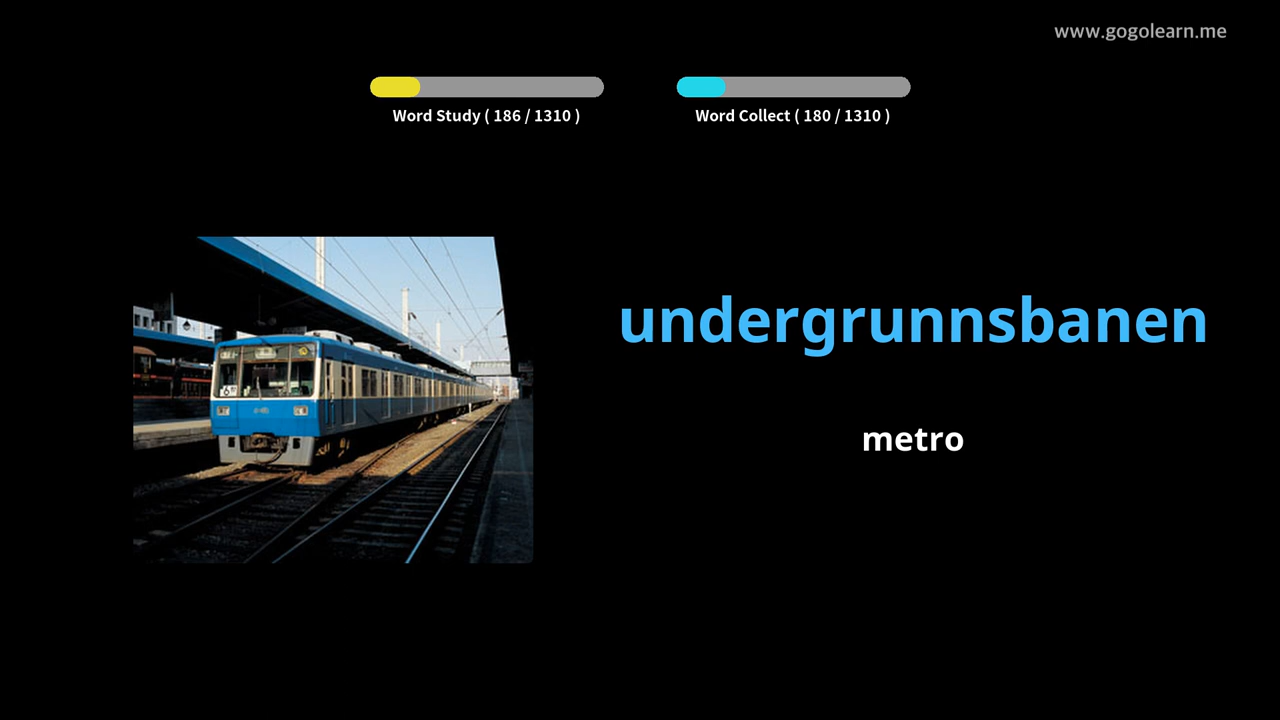 www.gogolearn.me
Word Study ( 186 / 1310 )
Word Collect ( 180 / 1310 )
undergrunnsbanen
metro